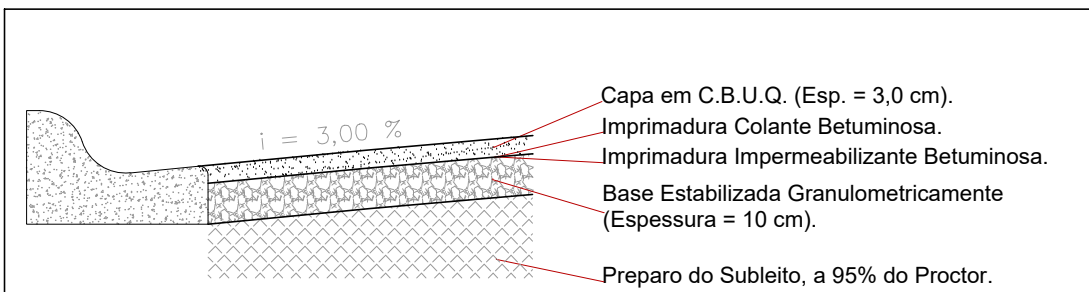 i = 3,00 %
Capa em C.B.U.Q. (Esp. = 3,0 cm).
Imprimadura Colante Betuminosa.
Imprimadura Impermeabilizante Betuminosa.
Base Estabilizada Granulometricamente
(Espessura = 10 cm).
Preparo do Subleito, a 95% do Proctor.